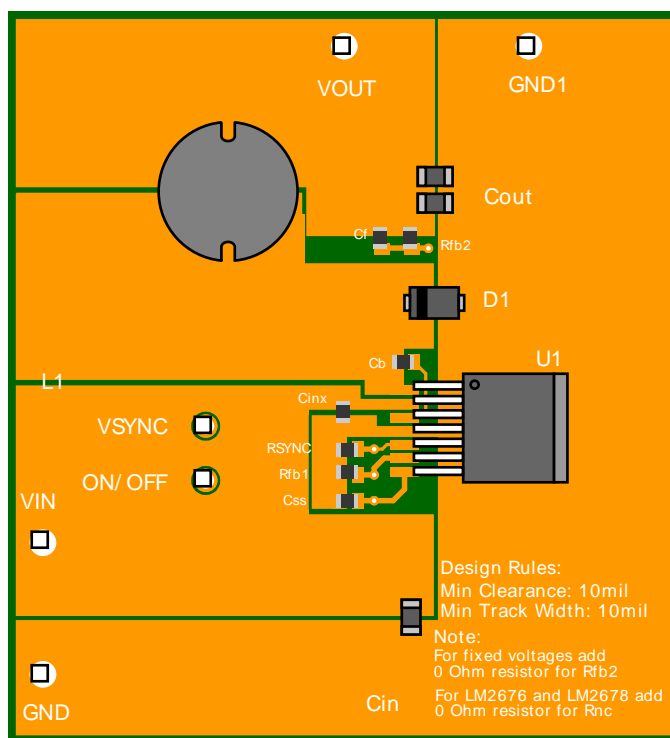 VOUT
GND1
Cout
Cf
Rfb2
D1
Cb
U1
L1
Cinx
VSYNC
RSYNC
ON/ OFF
Rfb1
VIN
Css
Design Rules:
Min Clearance: 10mil
Min Track Width: 10mil
Note:
For fixed voltages add
0 Ohm resistor for Rfb2
For LM2676 and LM2678 add
0 Ohm resistor for Rnc
Cin
GND